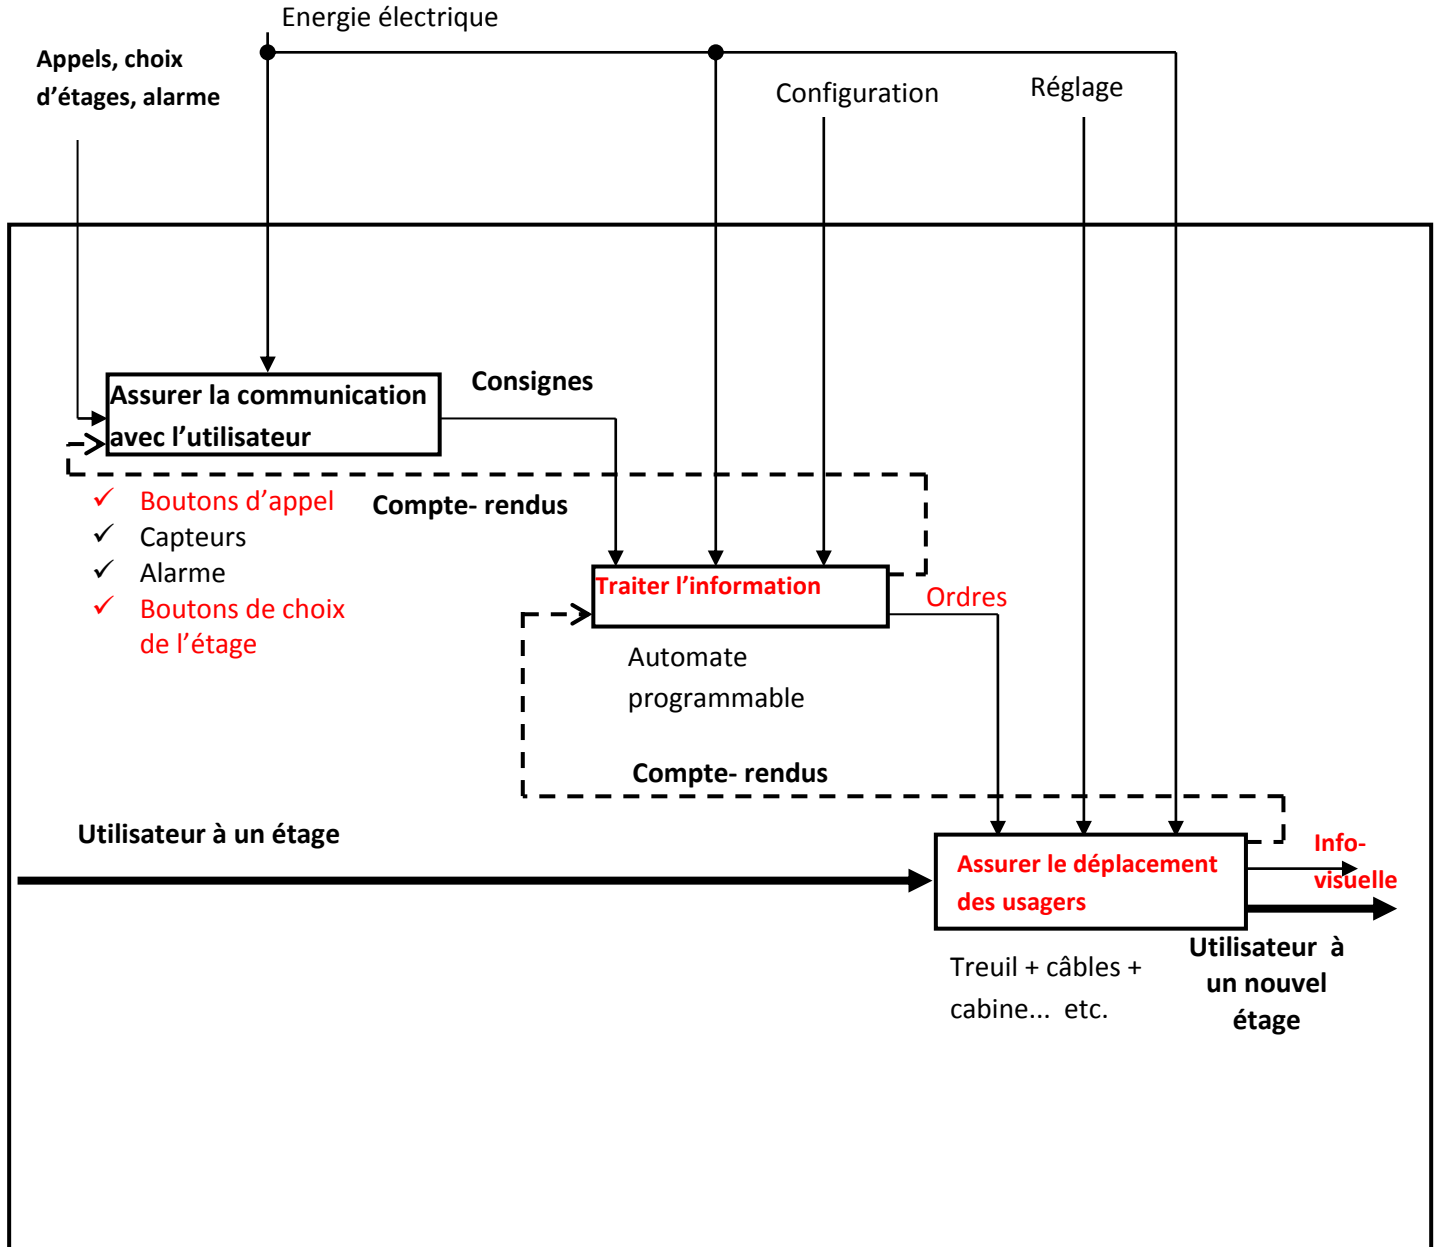 Energie électrique
Appels, choix
d'étages, alarme
Configuration
Réglage
Assurer la communication
avec l'utilisateur
Consignes
✓ Boutons d'appel
✓ Capteurs
✓ Alarme
✓ Boutons de choix
de l'étage
Compte- rendus
Traiter l'information
Ordres
Automate
programmable
Compte- rendus
Utilisateur à un étage
Assurer le déplacement
des usagers
Info-
visuelle
Treuil + câbles +
cabine... etc.
Utilisateur à
un nouvel
étage